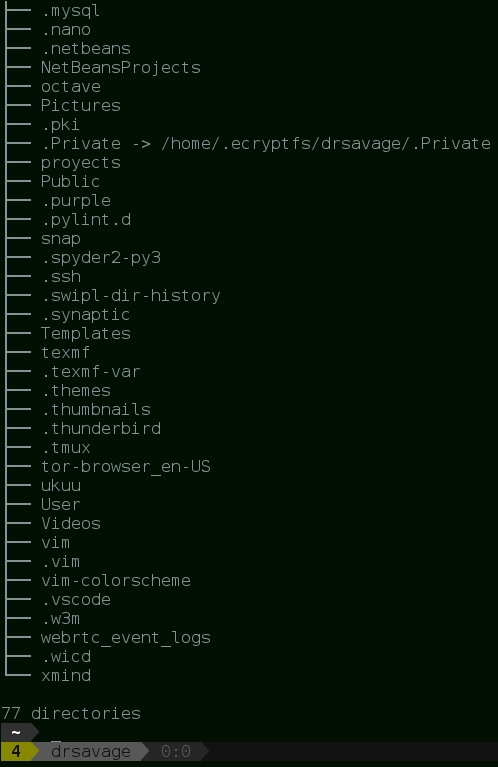 ├── .mysql
├── .nano
├── .netbeans
├── NetBeansProjects
├── octave
├── Pictures
├── .pki
├── .Private -> /home/.ecryptfs/drsavage/.Private
├── proyects
├── Public
├── .purple
├── .pylint.d
├── snap
├── .spyder2-py3
├── .ssh
├── .swipl-dir-history
├── .synaptic
├── Templates
├── texmf
├── .texmf-var
├── .themes
├── .thumbnails
├── .thunderbird
├── .tmux
├── tor-browser_en-US
├── ukuu
├── User
├── Videos
├── vim
├── .vim
├── vim-colorscheme
├── .vscode
├── .w3m
├── webrtc_event_logs
├── .wicd
└── xmind
77 directories
~
4 drsavage 0:0